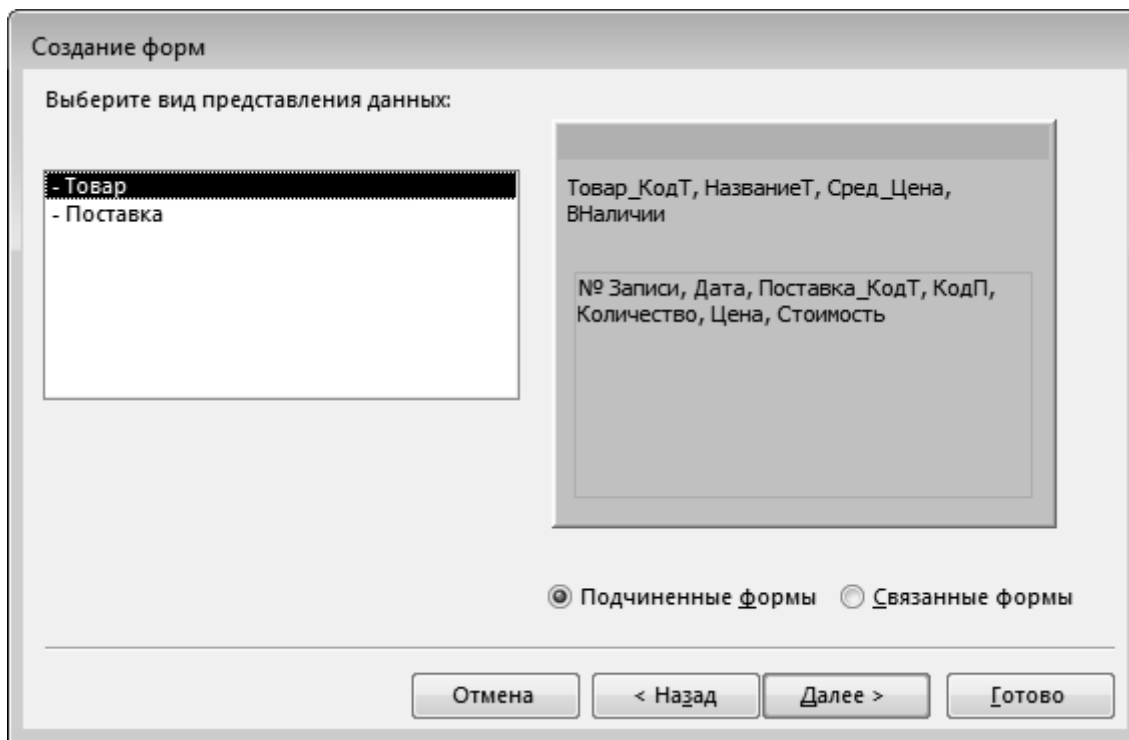 Создание форм
Выберите вид представления данных:
- Товар
- Поставка
Товар_КодТ, НазваниеТ, Сред_Цена,
ВНаличии
№ Записи, Дата, Поставка_КодТ, КодП,
Количество, Цена, Стоимость
Подчиненные формы
Связанные формы
Отмена
< Назад
Далее >
Готово